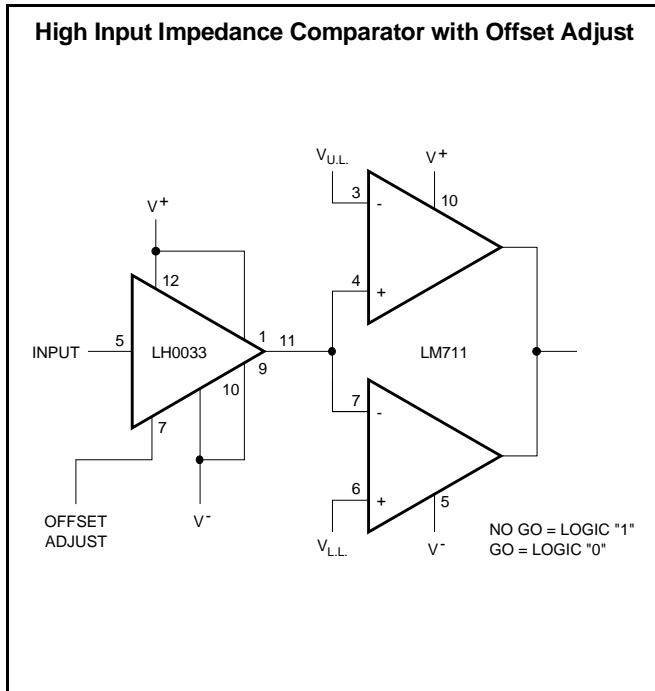 High Input Impedance Comparator with Offset Adjust
V+
12
INPUT
5
LH0033
1
11
9
10
7
OFFSET
ADJUST
V-
VU.L.
3
-
V+
10
4
+
LM711
7
-
6
+
VL.L.
5
V-
NO GO = LOGIC "1"
GO = LOGIC "0"